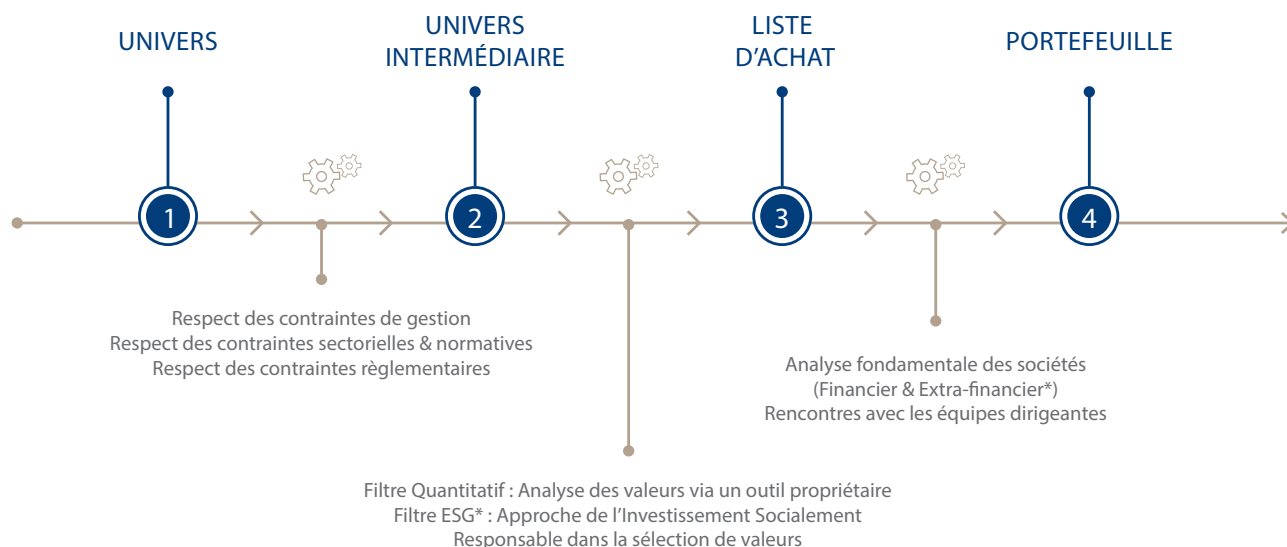 UNIVERS
UNIVERS
INTERMÉDIAIRE
LISTE
D’ACHAT
PORTEFEUILLE
1
2
3
4
Respect des contraintes de gestion
Respect des contraintes sectorielles & normatives
Respect des contraintes règlementaires
Analyse fondamentale des sociétés
(Financier & Extra-financier*)
Rencontres avec les équipes dirigeantes
Filtre Quantitatif : Analyse des valeurs via un outil propriétaire
Filtre ESG* : Approche de l’Investissement Socialement
Responsable dans la sélection de valeurs